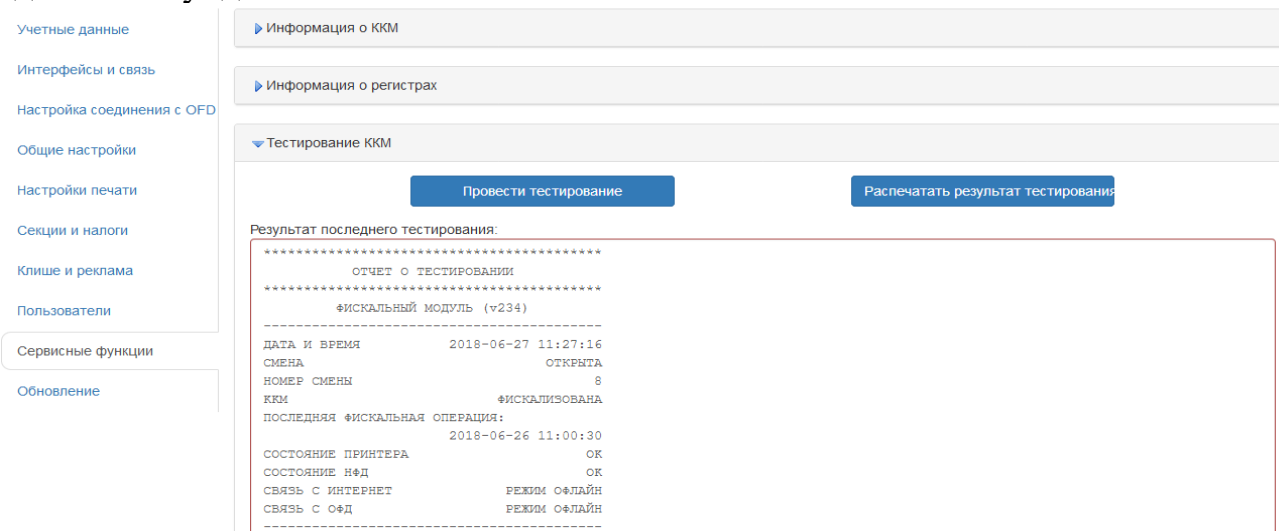 Учетные данные
Интерфейсы и связь
Настройка соединения с OFD
Общие настройки
Настройки печати
Секции и налоги
Клише и реклама
Пользователи
Сервисные функции
Обновление
Информация о ККМ
Информация о регистрах
Тестирование ККМ
Провести тестирование
Распечатать результат тестирования
Результат последнего тестирования:
******************************************
ОТЧЕТ О ТЕСТИРОВАНИИ
******************************************
ФИСКАЛЬНЫЙ МОДУЛЬ (v234)
------------------------------------------
ДАТА И ВРЕМЯ 2018-06-27 11:27:16
СМЕНА ОТКРЫТА
НОМЕР СМЕНЫ 8
ККМ ФИСКАЛИЗОВАНА
ПОСЛЕДНЯЯ ФИСКАЛЬНАЯ ОПЕРАЦИЯ:
2018-06-26 11:00:30
СОСТОЯНИЕ ПРИНТЕРА OK
СОСТОЯНИЕ НФД OK
СВЯЗЬ С ИНТЕРНЕТ РЕЖИМ ОФЛАЙН
СВЯЗЬ С ОФД РЕЖИМ ОФЛАЙН
------------------------------------------